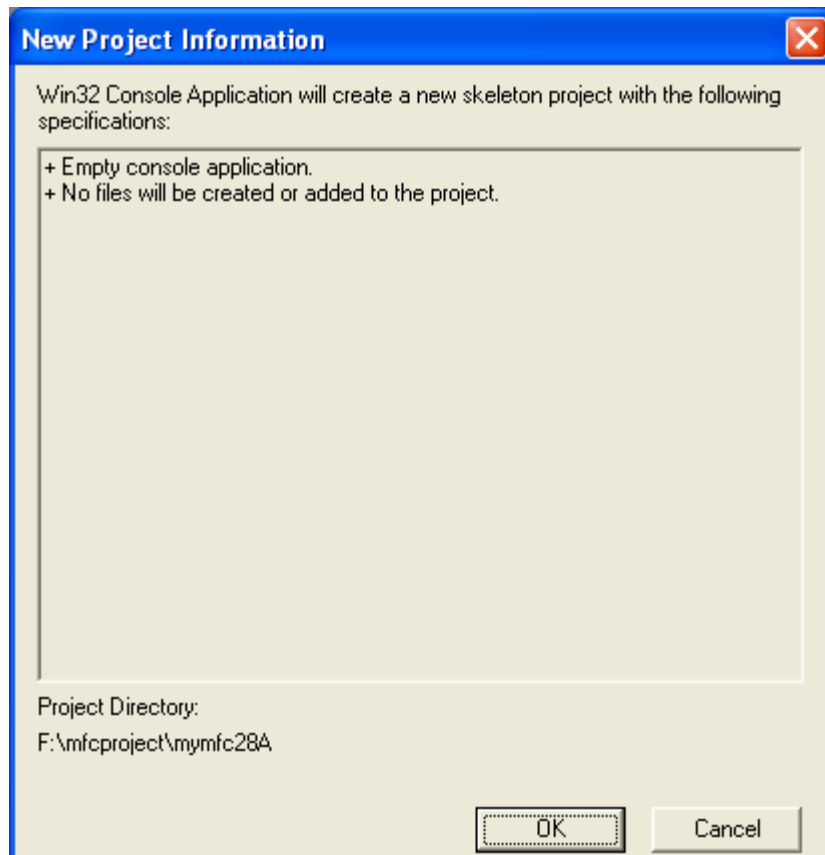 New Project Information
Win32 Console Application will create a new skeleton project with the following
specifications:
+ Empty console application.
+ No files will be created or added to the project.
Project Directory:
F:\mfcproject\mymfc28A
OK
Cancel